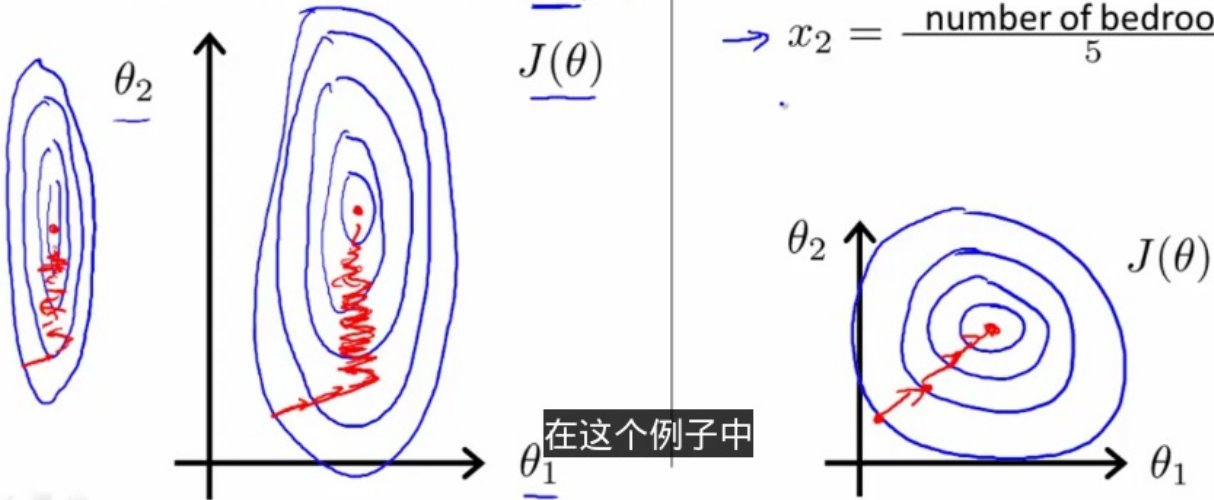 θ₂
J(θ)
θ₁
→ x₂ = number of bedroo
5
θ₂
J(θ)
θ₁
在这个例子中